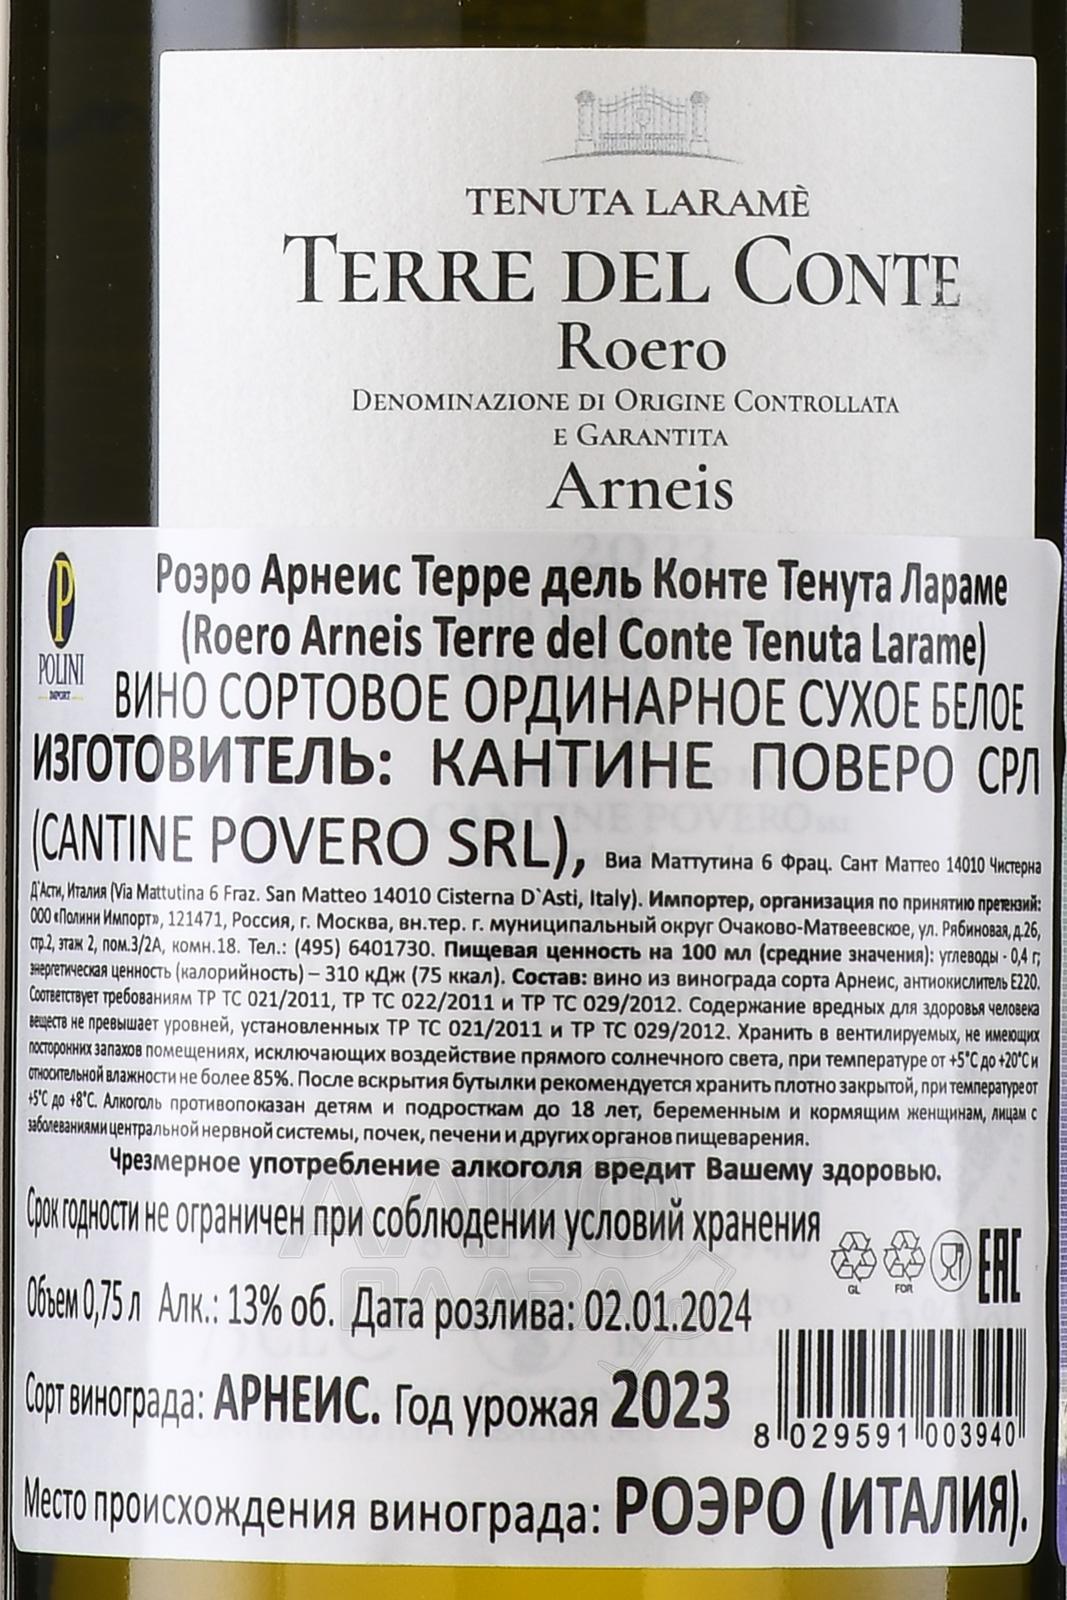 TENUTA LARAMÈ
TERRE DEL CONTE
Roero
DENOMINAZIONE DI ORIGINE CONTROLLATA
E GARANTITA
Arneis
2023
P
POLINI
IMPORT
Роэро Арнеис Терре дель Конте Тенута Лараме
(Roero Arneis Terre del Conte Tenuta Larame)
ВИНО СОРТОВОЕ ОРДИНАРНОЕ СУХОЕ БЕЛОЕ
ИЗГОТОВИТЕЛЬ: КАНТИНЕ ПОВЕРО СРЛ
(CANTINE POVERO SRL), Виа Маттутина 6 Фрац. Сант Маттео 14010 Чистерна
Д`Асти, Италия (Via Mattutina 6 Fraz. San Matteo 14010 Cisterna D`Asti, Italy). Импортер, организация по принятию претензий:
ООО «Полини Импорт», 121471, Россия, г. Москва, вн.тер. г. муниципальный округ Очаково-Матвеевское, ул. Рябиновая, д.26,
стр.2, этаж 2, пом.3/2А, комн.18. Тел.: (495) 6401730. Пищевая ценность на 100 мл (средние значения): углеводы - 0,4 г;
энергетическая ценность (калорийность) – 310 кДж (75 ккал). Состав: вино из винограда сорта Арнеис, антиокислитель Е220.
Соответствует требованиям ТР ТС 021/2011, ТР ТС 022/2011 и ТР ТС 029/2012. Содержание вредных для здоровья человека
веществ не превышает уровней, установленных ТР ТС 021/2011 и ТР ТС 029/2012. Хранить в вентилируемых, не имеющих
посторонних запахов помещениях, исключающих воздействие прямого солнечного света, при температуре от +5°С до +20°С и
относительной влажности не более 85%. После вскрытия бутылки рекомендуется хранить плотно закрытой, при температуре от
+5°С до +8°С. Алкоголь противопоказан детям и подросткам до 18 лет, беременным и кормящим женщинам, лицам с
заболеваниями центральной нервной системы, почек, печени и других органов пищеварения.
Чрезмерное употребление алкоголя вредит Вашему здоровью.
Срок годности не ограничен при соблюдении условий хранения
GL FOR EAC
Объем 0,75 л Алк.: 13% об. Дата розлива: 02.01.2024
Сорт винограда: АРНЕИС. Год урожая 2023
8 029591 003940
Место происхождения винограда: РОЭРО (ИТАЛИЯ).
АЛКО
ПЛАЗА